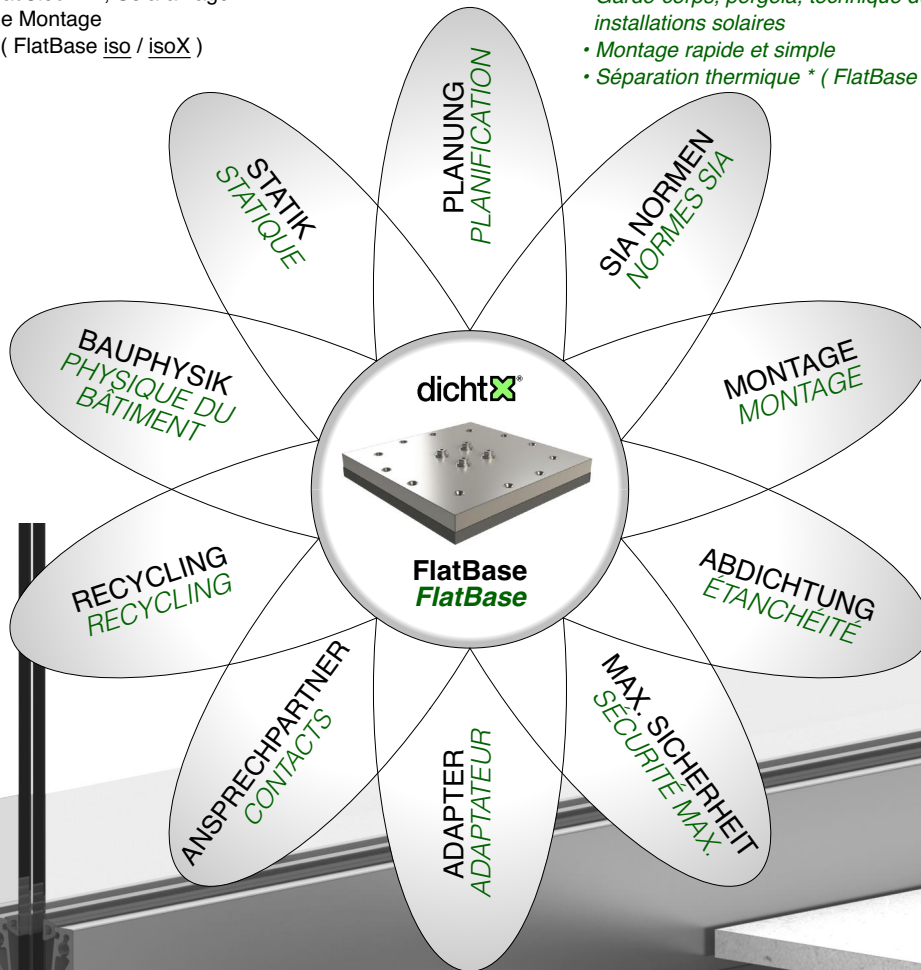 e Montage
( FlatBase iso / isoX )
installations solaires
• Montage rapide et simple
• Séparation thermique * ( FlatBase
PLANUNG
PLANIFICATION
STATIK
STATIQUE
SIA NORMEN
NORMES SIA
BAUPHYSIK
PHYSIQUE DU
BÂTIMENT
MONTAGE
MONTAGE
dichtX®
FlatBase
FlatBase
RECYCLING
RECYCLING
ABDICHTUNG
ÉTANCHÉITÉ
ANSPRECHPARTNER
CONTACTS
ADAPTER
ADAPTATEUR
MAX. SICHERHEIT
SÉCURITÉ MAX.